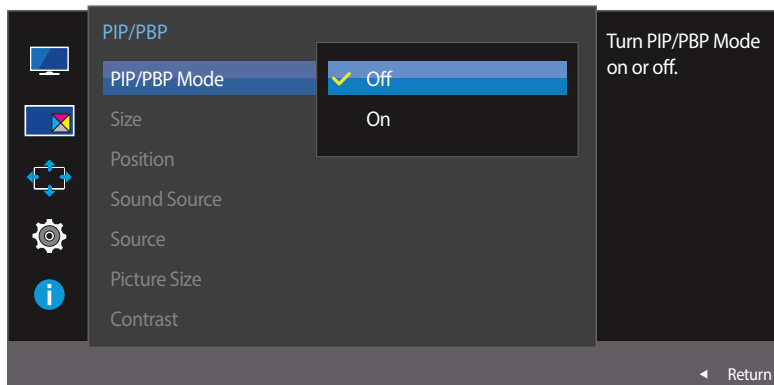 PIP/PBP
PIP/PBP Mode
Off
On
Size
Position
Sound Source
Source
Picture Size
Contrast
Turn PIP/PBP Mode
on or off.
Return